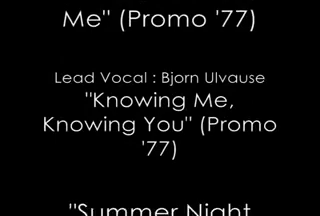 Me" (Promo '77)
Lead Vocal : Bjorn Ulvause
"Knowing Me,
Knowing You" (Promo
'77)
"Summer Night